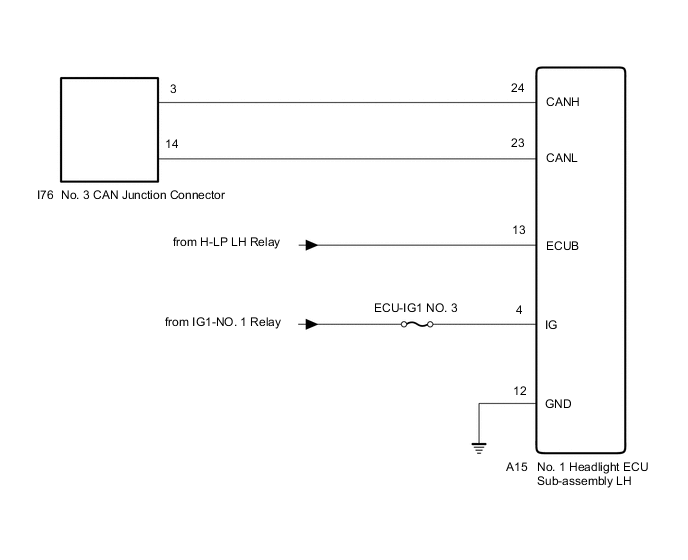 3
24
CANH
14
23
CANL
I76 No. 3 CAN Junction Connector
from H-LP LH Relay
13
ECUB
from IG1-NO. 1 Relay
ECU-IG1 NO. 3
4
IG
12
GND
A15 No. 1 Headlight ECU
Sub-assembly LH